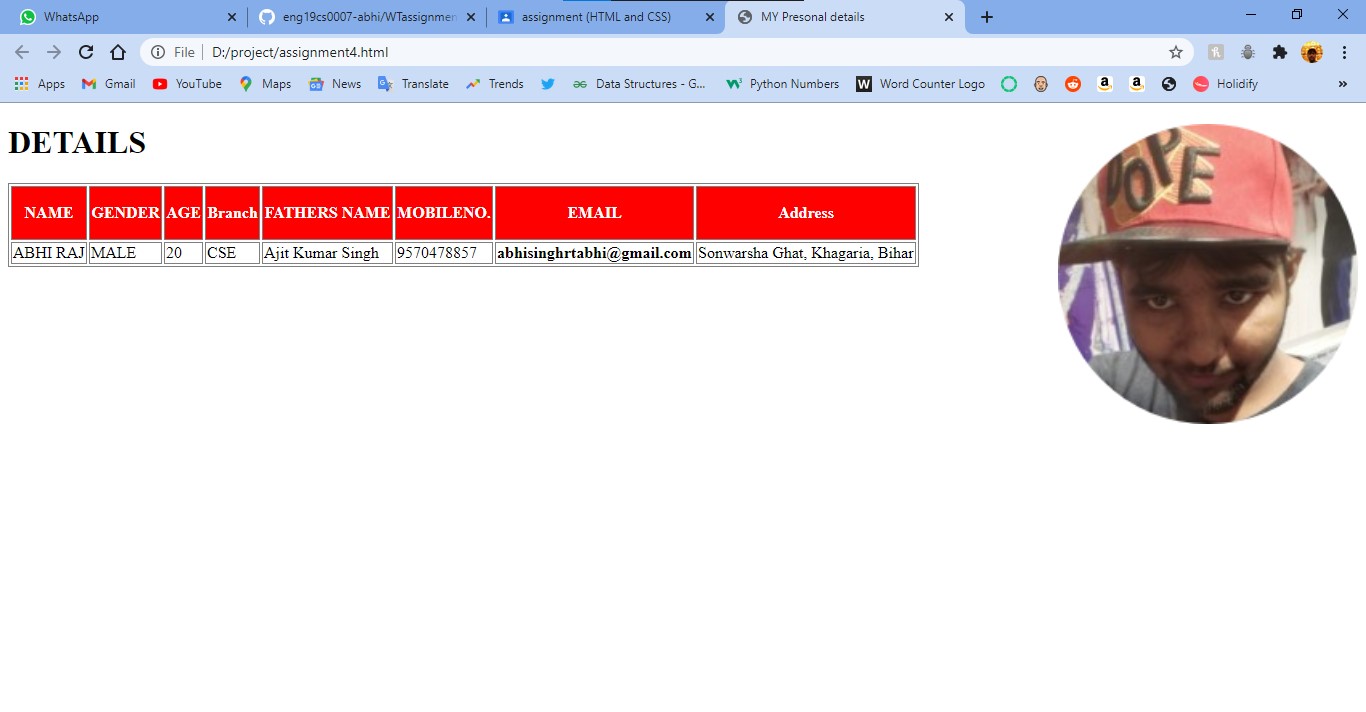 WhatsApp
eng19cs0007-abhi/WTassignmen
assignment (HTML and CSS)
MY Presonal details
File D:/project/assignment4.html
Apps Gmail YouTube Maps News Translate Trends Data Structures - G... Python Numbers W Word Counter Logo Holidify »
DETAILS
NAME GENDER AGE Branch FATHERS NAME MOBILENO. EMAIL Address
ABHI RAJ MALE 20 CSE Ajit Kumar Singh 9570478857 abhisinghrtabhi@gmail.com Sonwarsha Ghat, Khagaria, Bihar
DOPE